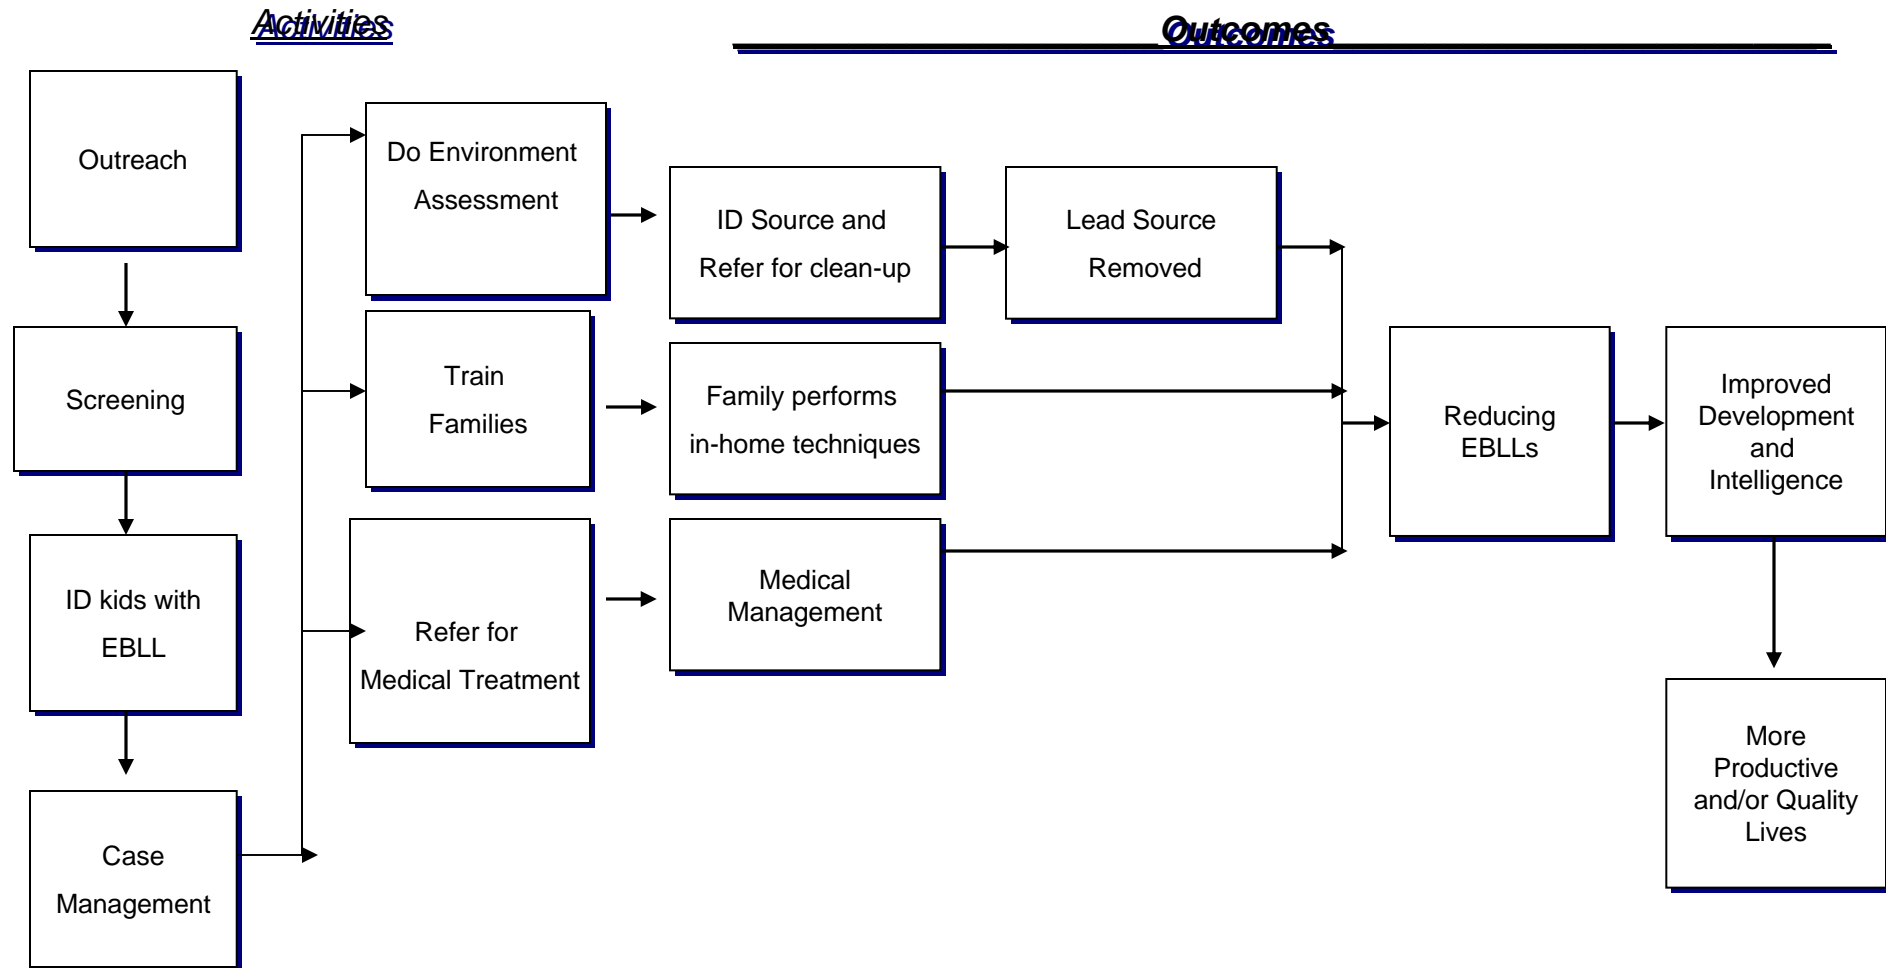 Activities
Outcomes
Outreach
Screening
ID kids with
EBLL
Case
Management
Do Environment
Assessment
Train
Families
Refer for
Medical Treatment
ID Source and
Refer for clean-up
Family performs
in-home techniques
Medical
Management
Lead Source
Removed
Reducing
EBLLs
Improved
Development
and
Intelligence
More
Productive
and/or Quality
Lives